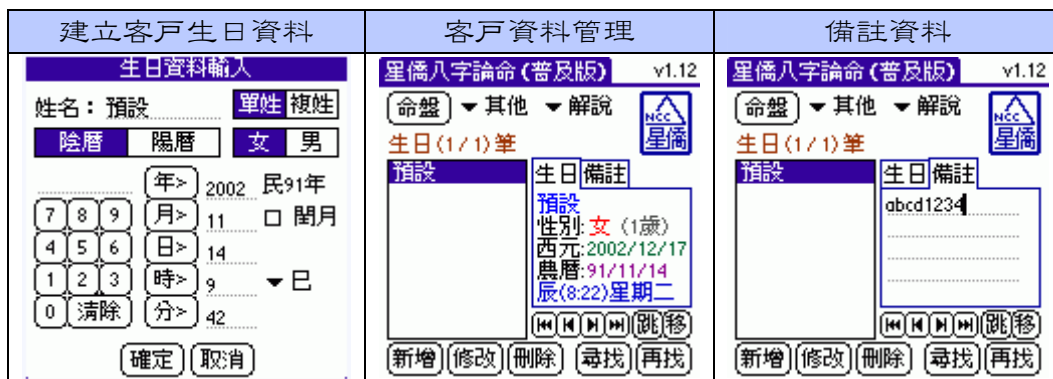 建立客戶生日資料
生日資料輸入
姓名：預設 單姓 複姓
陰曆 陽曆 女 男
年> 2002 民91年
7 8 9 月> 11 閏月
4 5 6 日> 14
1 2 3 時> 9 巳
0 清除 分> 42
確定 取消
客戶資料管理
星僑八字論命(普及版) v1.12
命盤 其他 解說 NCC
生日(1/1)筆 星僑
預設 生日 備註
預設
性別:女 (1歲)
西元:2002/12/17
農曆:91/11/14
辰(8:22)星期二
跳 移
新增 修改 刪除 尋找 再找
備註資料
星僑八字論命(普及版) v1.12
命盤 其他 解說 NCC
生日(1/1)筆 星僑
預設 生日 備註
abcd1234
跳 移
新增 修改 刪除 尋找 再找